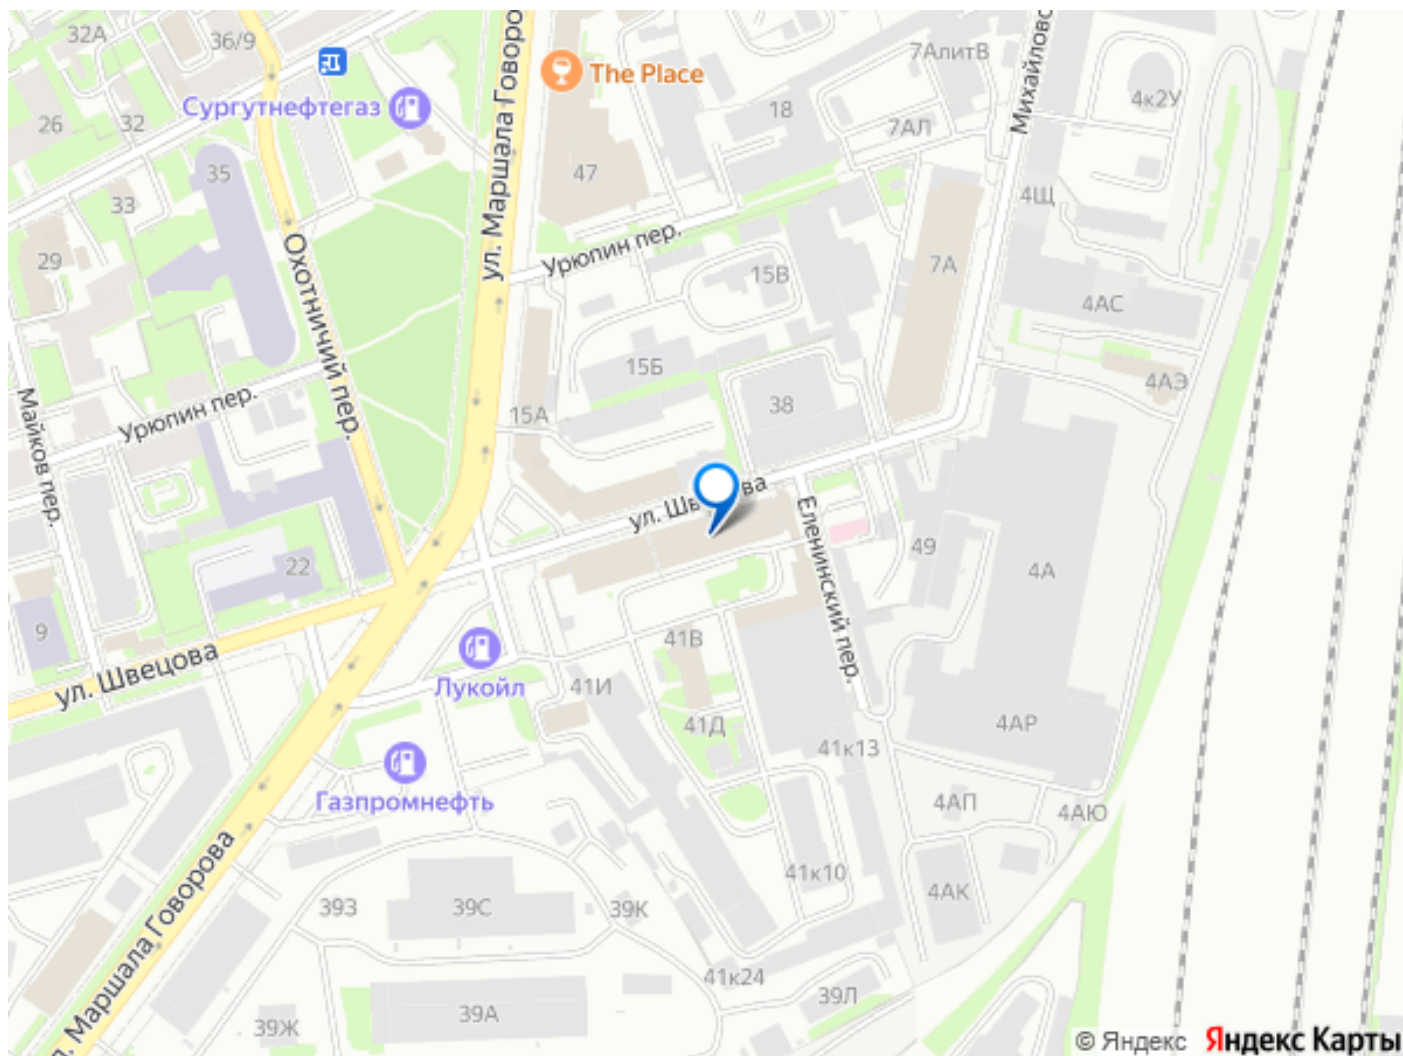 32А
36/9
ул. Маршала Говоро
The Place
7АлитВ
Михайловс
4к2У
Сургутнефтегаз
26
32
18
7АЛ
35
47
33
4Щ
29
Охотничий пер.
Урюпин пер.
15В
7А
4АС
15Б
4АЭ
Майков пер.
Урюпин пер.
15А
38
ул. Шв
ва
Еленинский пер.
49
22
4А
9
ул. Швецова
Лукойл
41В
41И
41Д
4АР
41к13
Газпромнефть
4АП
4АЮ
л. Маршала Говорова
41к10
4АК
39З
39С
39К
41к24
39Л
39А
39Ж
© Яндекс Яндекс Карты